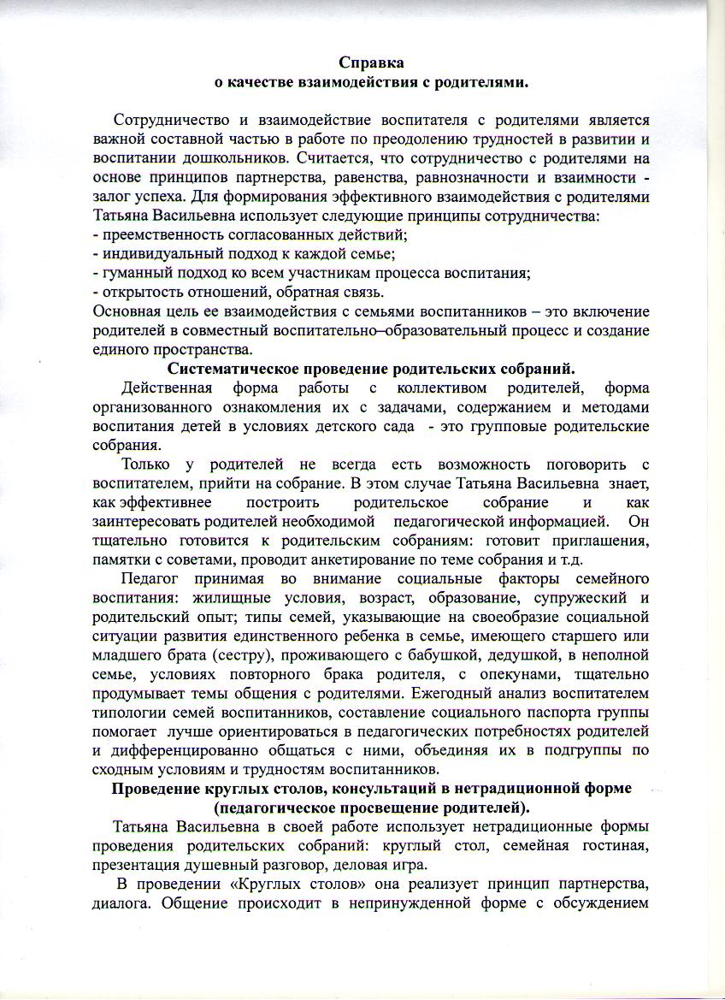 Справка
о качестве взаимодействия с родителями.
Сотрудничество и взаимодействие воспитателя с родителями является
важной составной частью в работе по преодолению трудностей в развитии и
воспитании дошкольников. Считается, что сотрудничество с родителями на
основе принципов партнерства, равенства, равнозначности и взаимности -
залог успеха. Для формирования эффективного взаимодействия с родителями
Татьяна Васильевна использует следующие принципы сотрудничества:
- преемственность согласованных действий;
- индивидуальный подход к каждой семье;
- гуманный подход ко всем участникам процесса воспитания;
- открытость отношений, обратная связь.
Основная цель ее взаимодействия с семьями воспитанников – это включение
родителей в совместный воспитательно–образовательный процесс и создание
единого пространства.
Систематическое проведение родительских собраний.
Действенная форма работы с коллективом родителей, форма
организованного ознакомления их с задачами, содержанием и методами
воспитания детей в условиях детского сада - это групповые родительские
собрания.
Только у родителей не всегда есть возможность поговорить с
воспитателем, прийти на собрание. В этом случае Татьяна Васильевна знает,
как эффективнее построить родительское собрание и как
заинтересовать родителей необходимой педагогической информацией. Он
тщательно готовится к родительским собраниям: готовит приглашения,
памятки с советами, проводит анкетирование по теме собрания и т.д.
Педагог принимая во внимание социальные факторы семейного
воспитания: жилищные условия, возраст, образование, супружеский и
родительский опыт; типы семей, указывающие на своеобразие социальной
ситуации развития единственного ребенка в семье, имеющего старшего или
младшего брата (сестру), проживающего с бабушкой, дедушкой, в неполной
семье, условиях повторного брака родителя, с опекунами, тщательно
продумывает темы общения с родителями. Ежегодный анализ воспитателем
типологии семей воспитанников, составление социального паспорта группы
помогает лучше ориентироваться в педагогических потребностях родителей
и дифференцированно общаться с ними, объединяя их в подгруппы по
сходным условиям и трудностям воспитанников.
Проведение круглых столов, консультаций в нетрадиционной форме
(педагогическое просвещение родителей).
Татьяна Васильевна в своей работе использует нетрадиционные формы
проведения родительских собраний: круглый стол, семейная гостиная,
презентация душевный разговор, деловая игра.
В проведении «Круглых столов» она реализует принцип партнерства,
диалога. Общение происходит в непринужденной форме с обсуждением